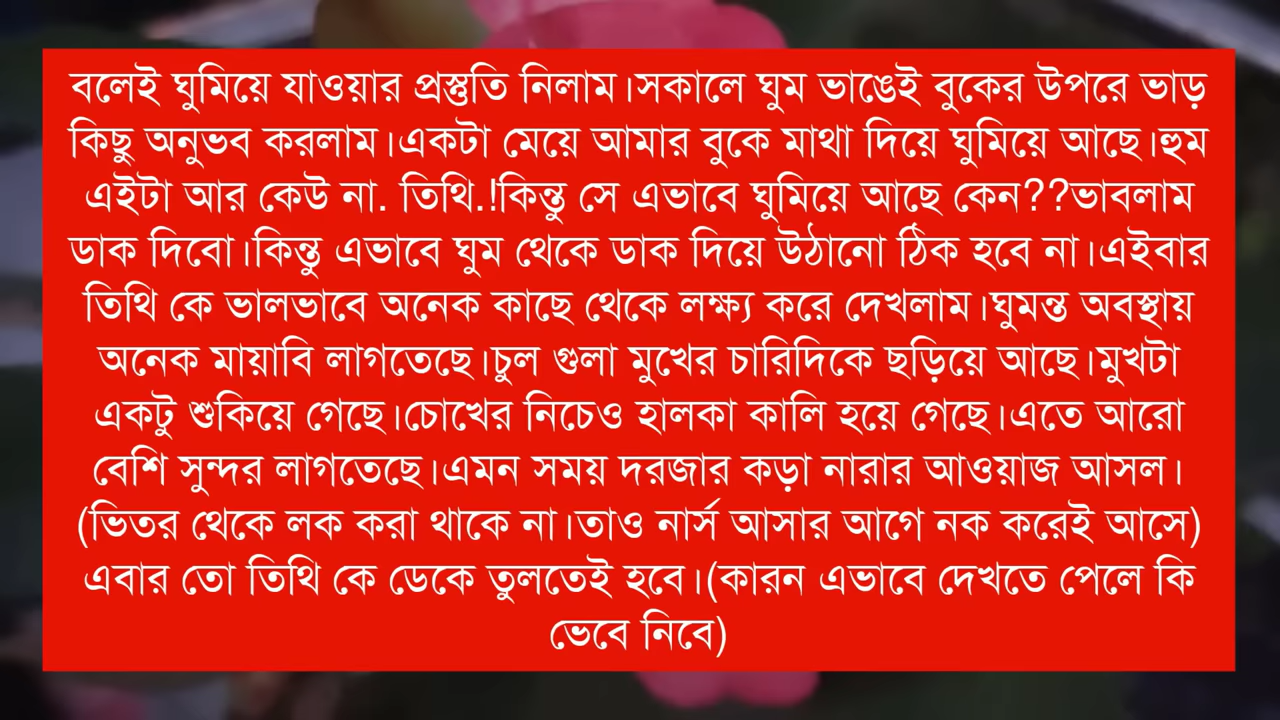 বলেই ঘুমিয়ে যাওয়ার প্রস্তুতি নিলাম।সকালে ঘুম ভাঙেই বুকের উপরে ভাড়
কিছু অনুভব করলাম।একটা মেয়ে আমার বুকে মাথা দিয়ে ঘুমিয়ে আছে।হুম
এইটা আর কেউ না. তিথি.!কিন্তু সে এভাবে ঘুমিয়ে আছে কেন??ভাবলাম
ডাক দিবো।কিন্তু এভাবে ঘুম থেকে ডাক দিয়ে উঠানো ঠিক হবে না।এইবার
তিথি কে ভালভাবে অনেক কাছে থেকে লক্ষ্য করে দেখলাম।ঘুমন্ত অবস্থায়
অনেক মায়াবি লাগতেছে।চুল গুলা মুখের চারিদিকে ছড়িয়ে আছে।মুখটা
একটু শুকিয়ে গেছে।চোখের নিচেও হালকা কালি হয়ে গেছে।এতে আরো
বেশি সুন্দর লাগতেছে।এমন সময় দরজার কড়া নারার আওয়াজ আসল।
(ভিতর থেকে লক করা থাকে না।তাও নার্স আসার আগে নক করেই আসে)
এবার তো তিথি কে ডেকে তুলতেই হবে।(কারন এভাবে দেখতে পেলে কি
ভেবে নিবে)